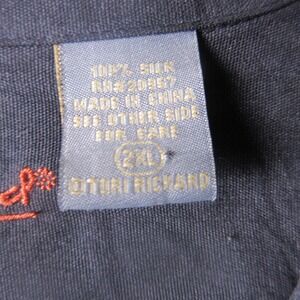 100% SILK
RN#20957
MADE IN CHINA
SEE OTHER SIDE
FOR CARE
2XL
©TORI RICHARD